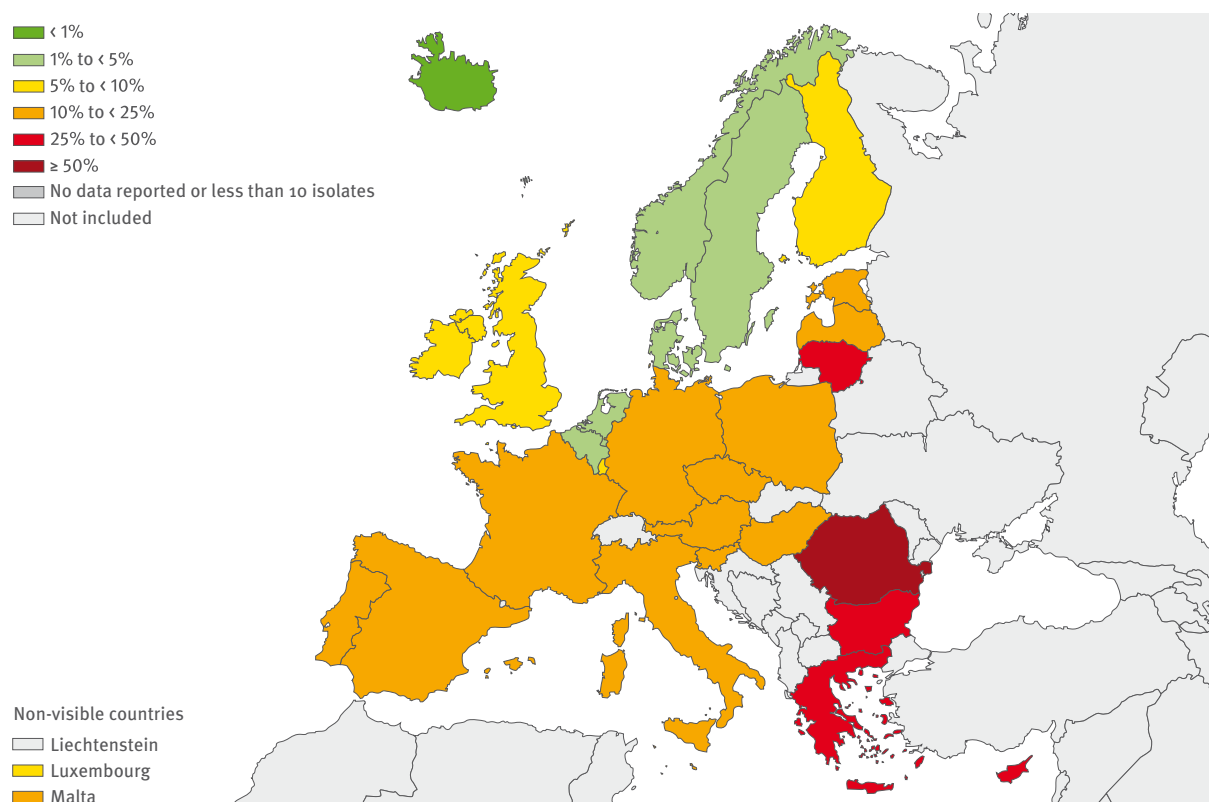 < 1%
1% to < 5%
5% to < 10%
10% to < 25%
25% to < 50%
≥ 50%
No data reported or less than 10 isolates
Not included
Non-visible countries
Liechtenstein
Luxembourg
Malta